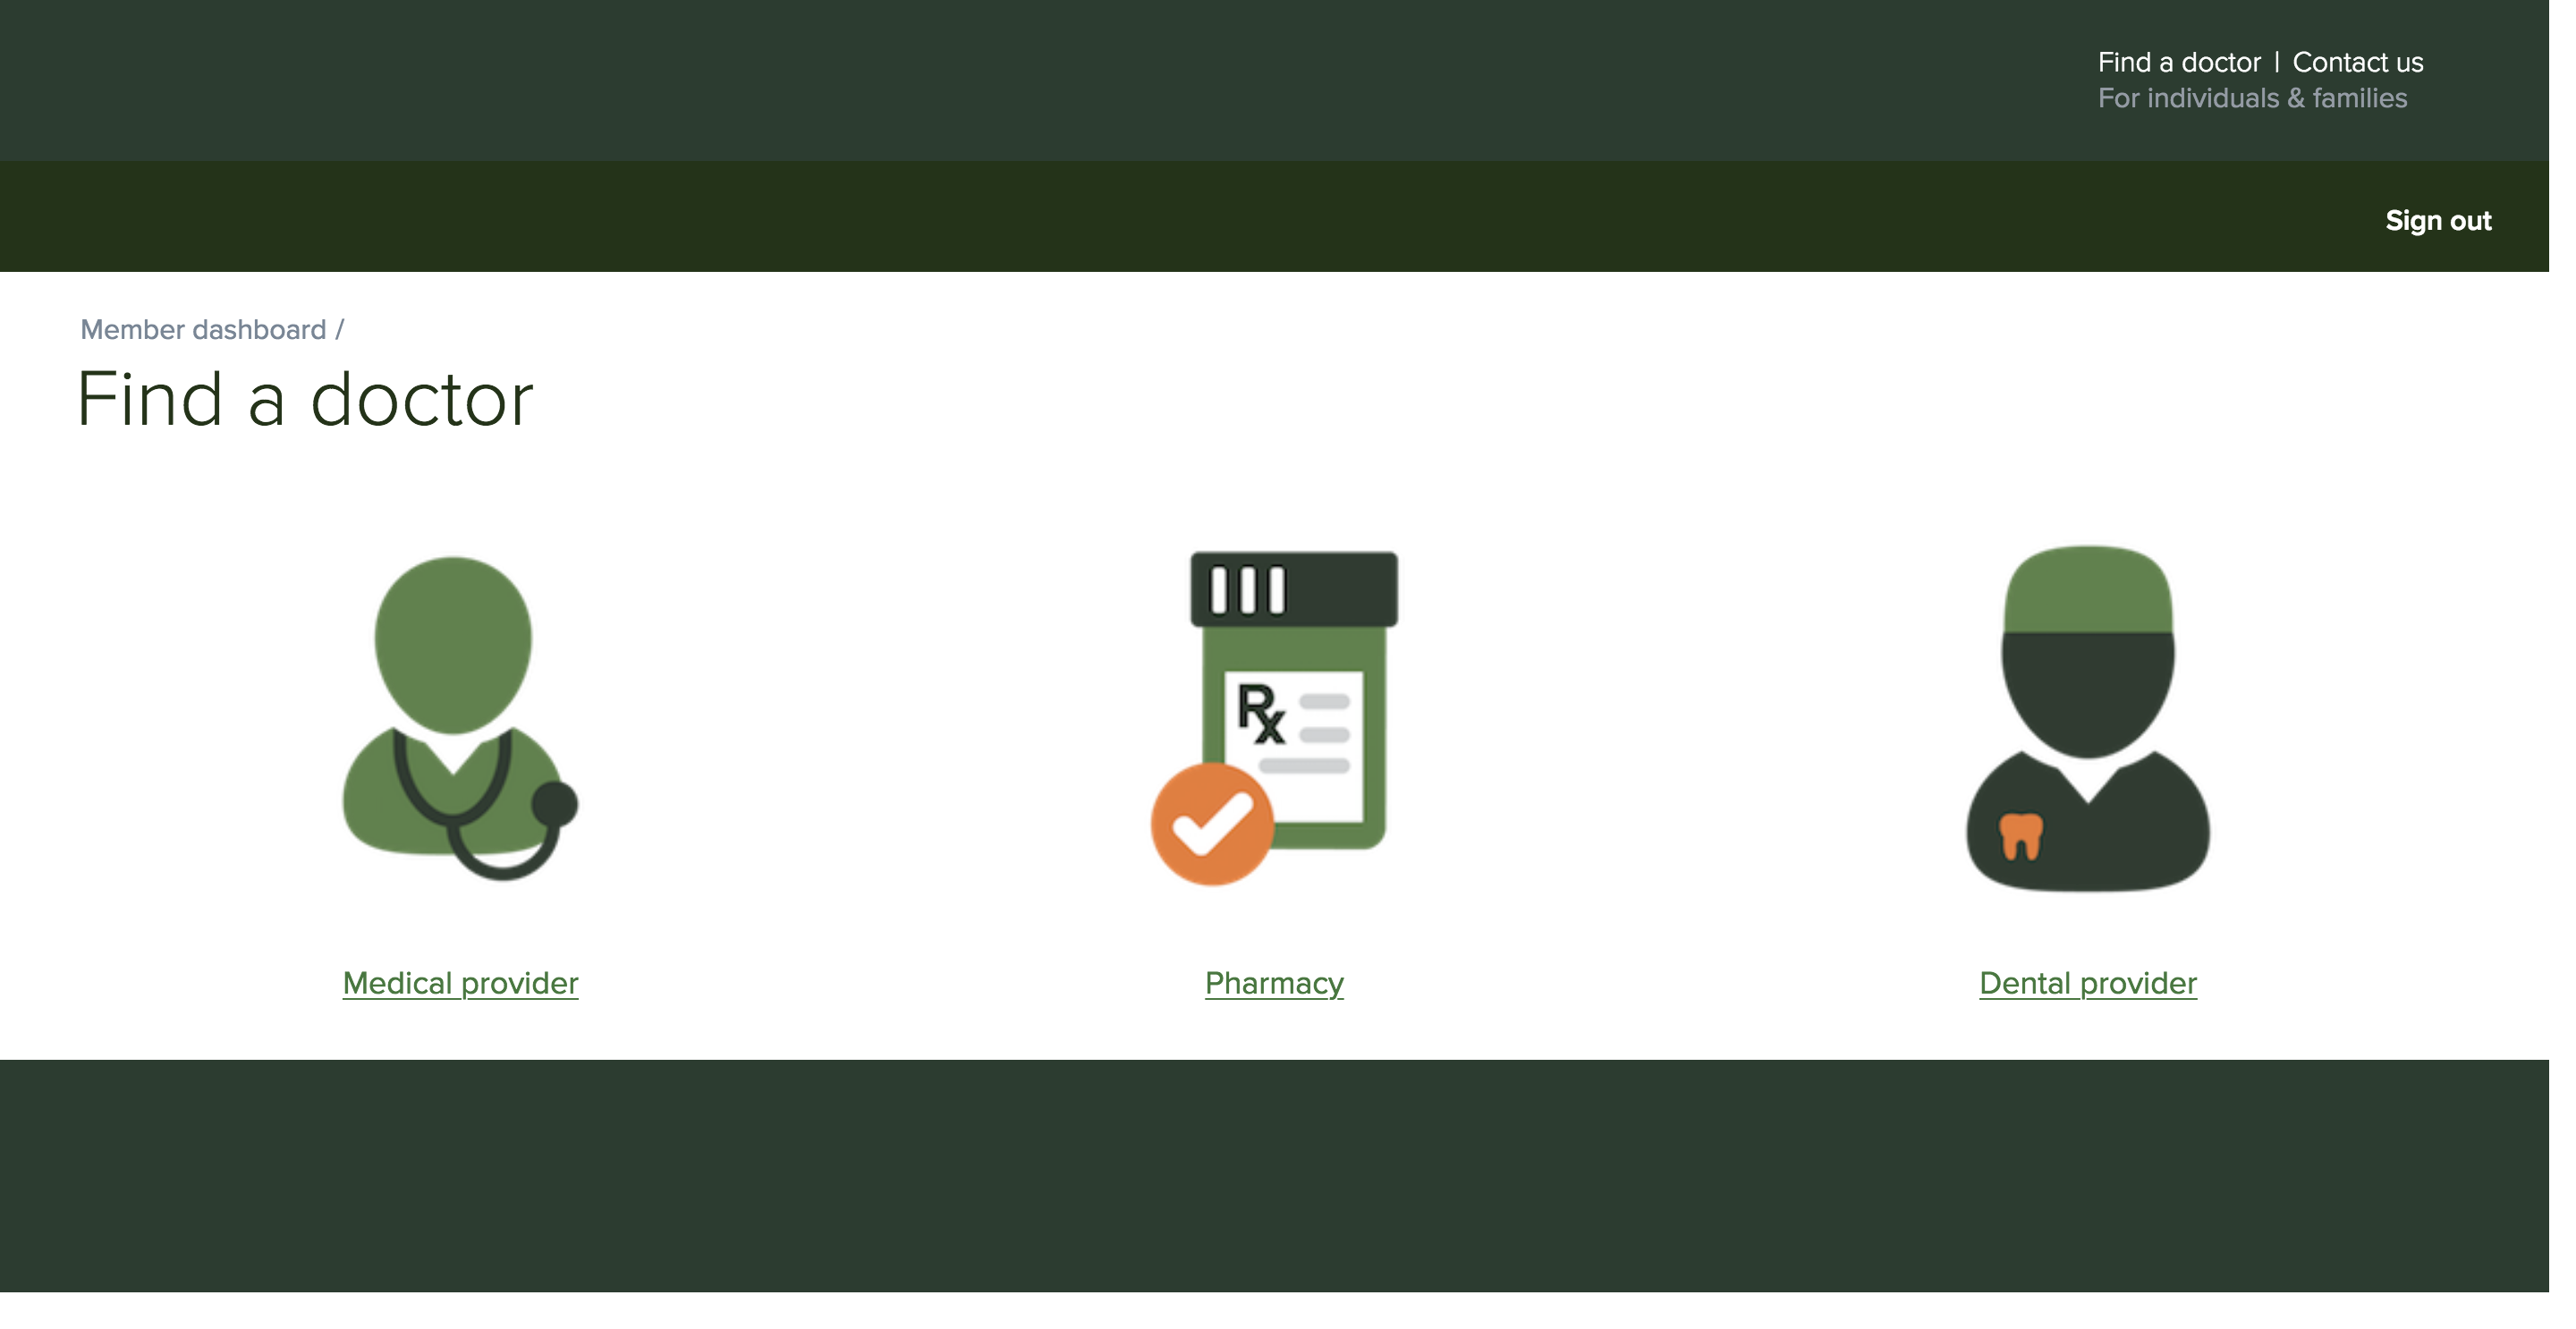 Find a doctor | Contact us
For individuals & families
Sign out
Member dashboard /
Find a doctor
Rx
Medical provider
Pharmacy
Dental provider